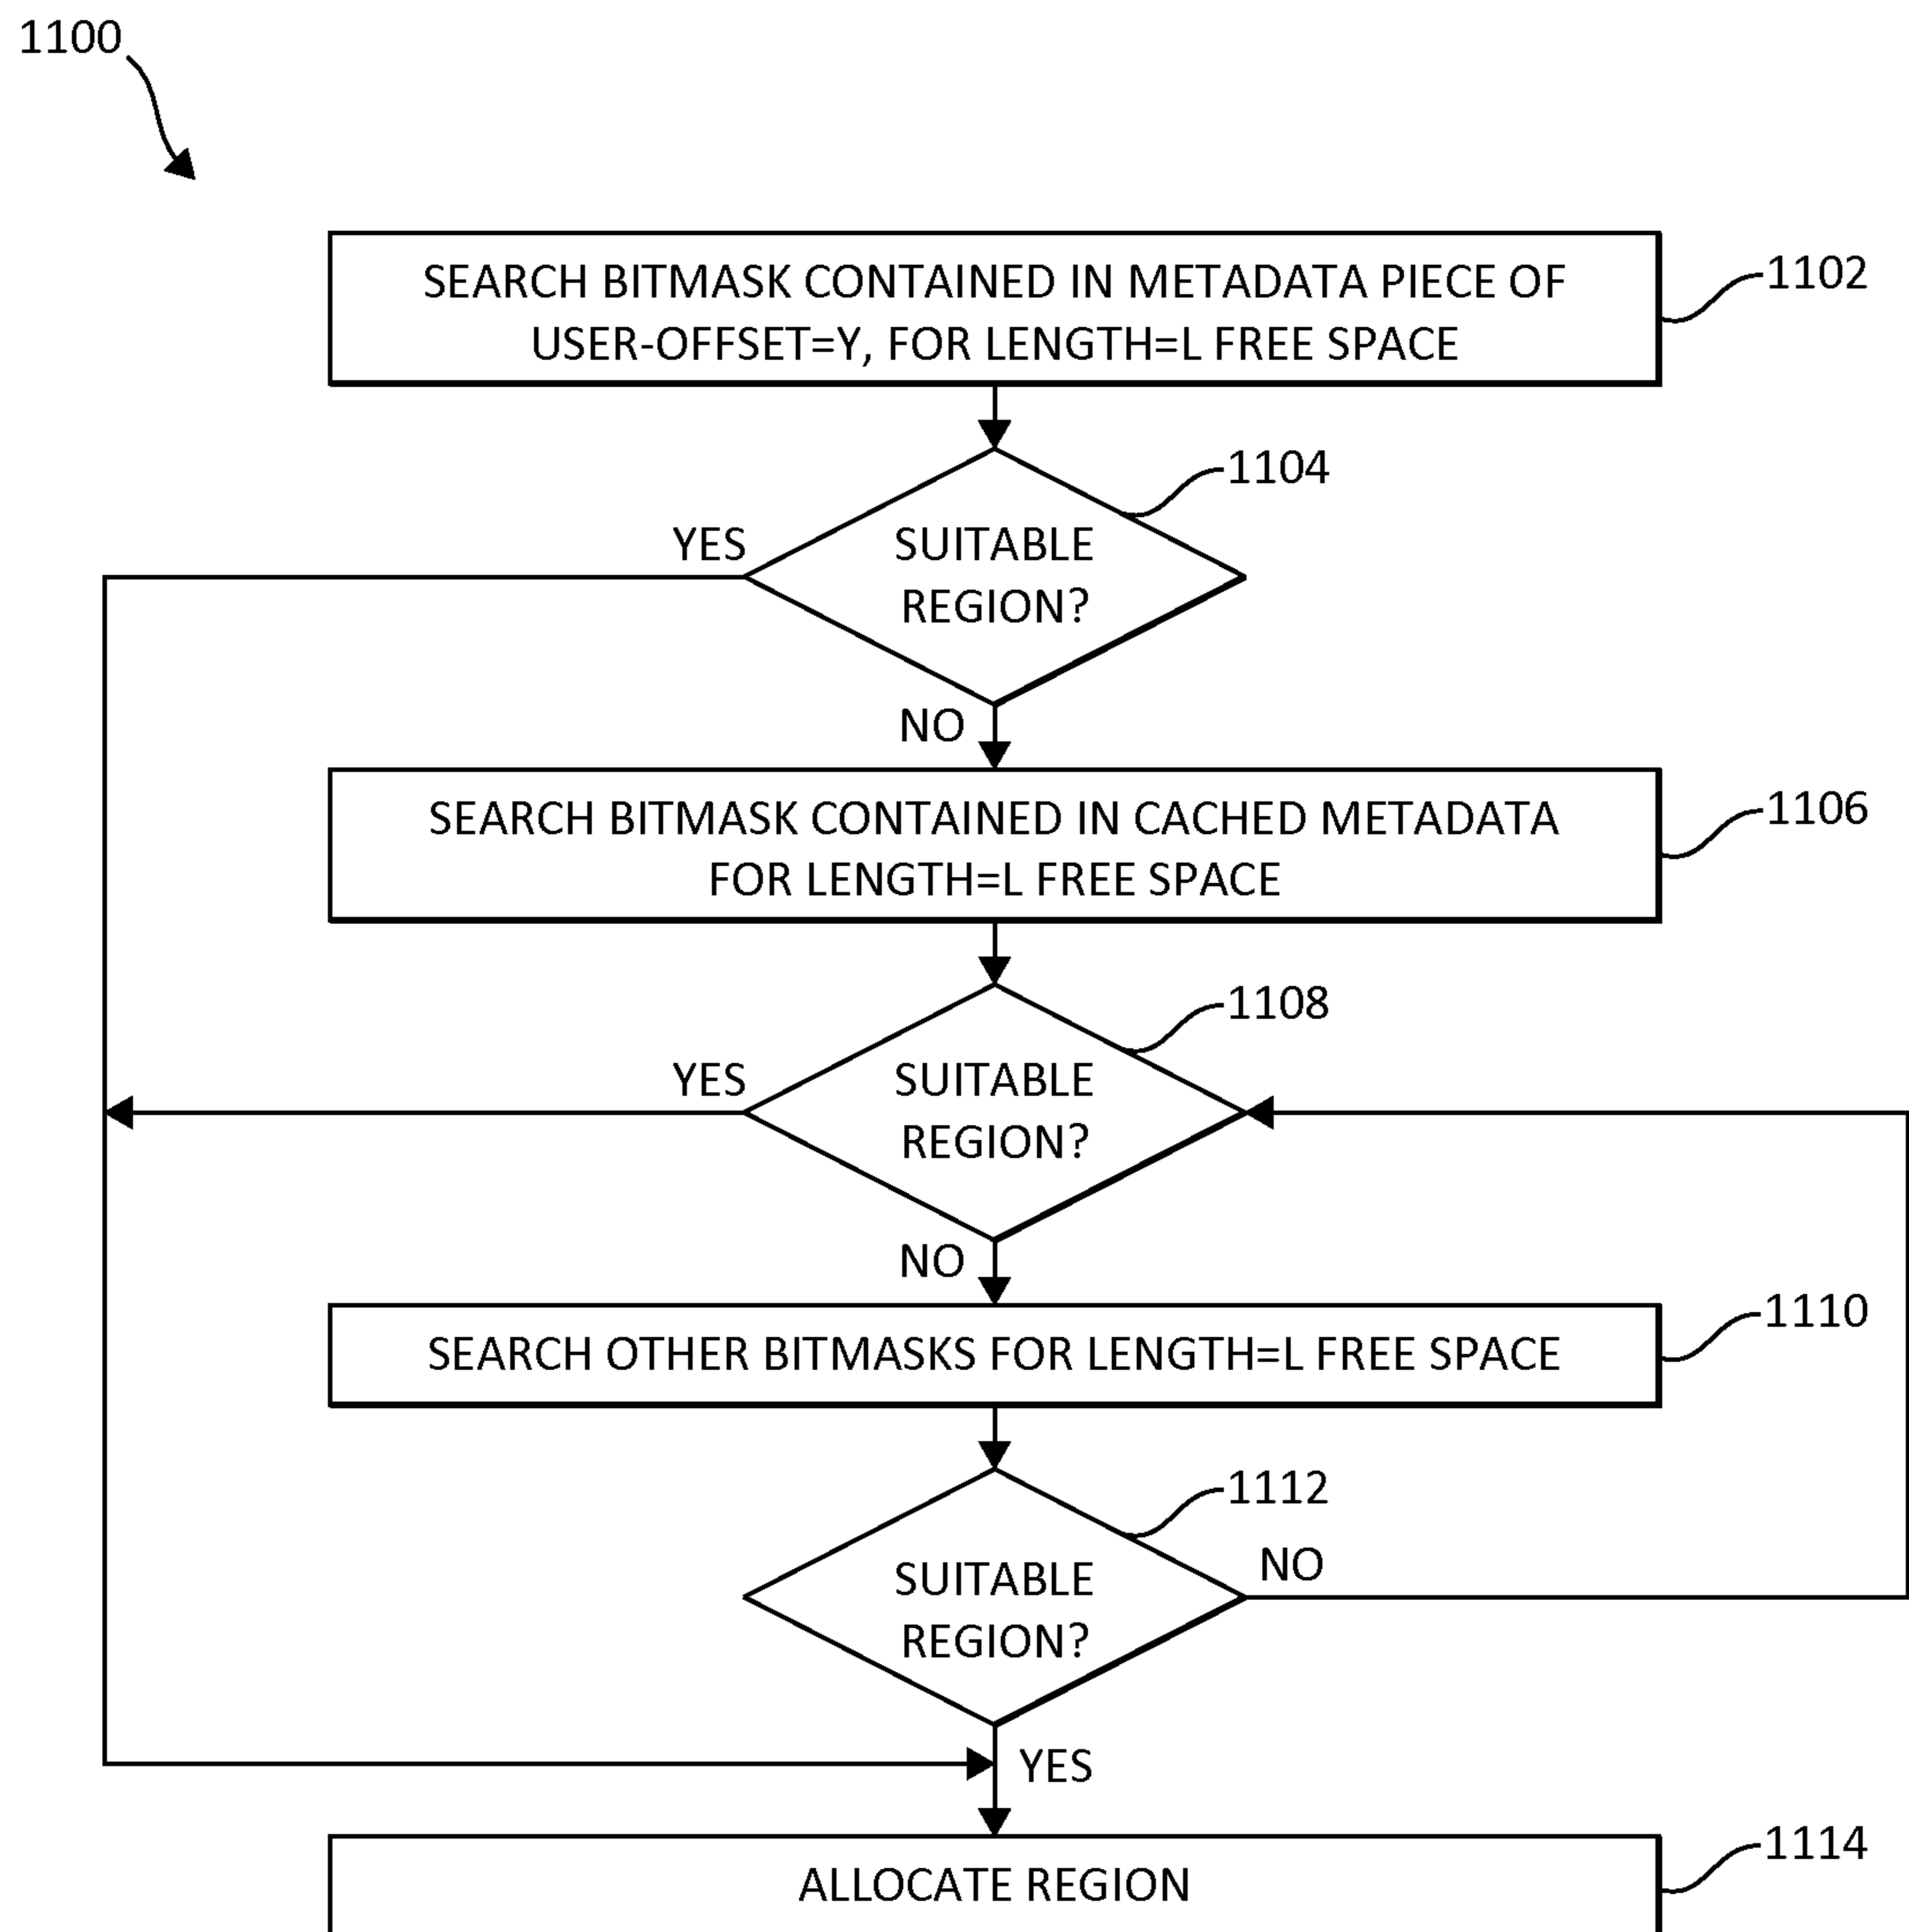 1100
SEARCH BITMASK CONTAINED IN METADATA PIECE OF
USER-OFFSET=Y, FOR LENGTH=L FREE SPACE
1102
1104
YES
SUITABLE
REGION?
NO
SEARCH BITMASK CONTAINED IN CACHED METADATA
FOR LENGTH=L FREE SPACE
1106
1108
YES
SUITABLE
REGION?
NO
SEARCH OTHER BITMASKS FOR LENGTH=L FREE SPACE
1110
1112
SUITABLE
REGION?
NO
YES
ALLOCATE REGION
1114